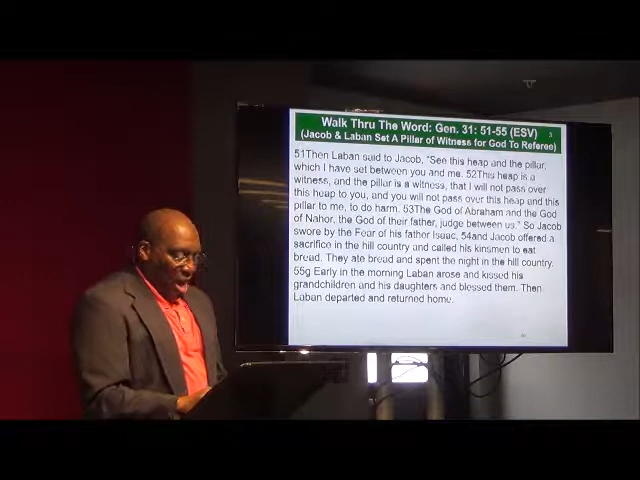 Walk Thru The Word: Gen. 31: 51-55 (ESV)
3
(Jacob & Laban Set A Pillar of Witness for God To Referee)
51Then Laban said to Jacob, "See this heap and the pillar,
which I have set between you and me. 52This heap is a
witness, and the pillar is a witness, that I will not pass over
this heap to you, and you will not pass over this heap and this
pillar to me, to do harm. 53The God of Abraham and the God
of Nahor, the God of their father, judge between us." So Jacob
swore by the Fear of his father Isaac, 54and Jacob offered a
sacrifice in the hill country and called his kinsmen to eat
bread. They ate bread and spent the night in the hill country.
55g Early in the morning Laban arose and kissed his
grandchildren and his daughters and blessed them. Then
Laban departed and returned home.